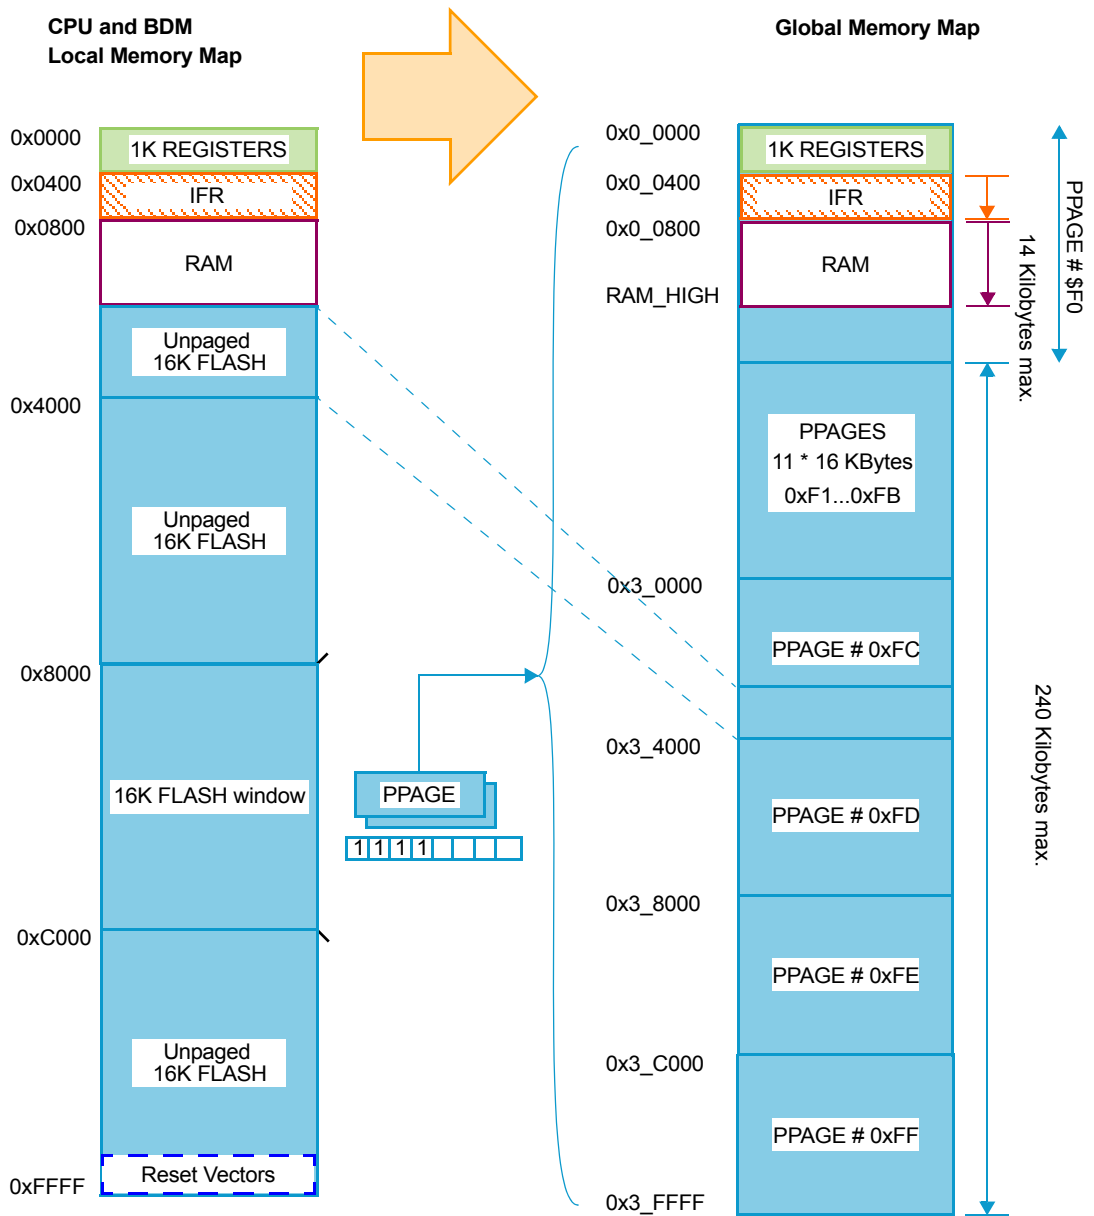 CPU and BDM
Local Memory Map
Global Memory Map
0x0000
1K REGISTERS
0x0400
IFR
0x0800
RAM
Unpaged
16K FLASH
0x4000
Unpaged
16K FLASH
0x8000
16K FLASH window
0xC000
Unpaged
16K FLASH
Reset Vectors
0xFFFF
PPAGE
1 1 1 1
0x0_0000
1K REGISTERS
0x0_0400
IFR
0x0_0800
RAM
RAM_HIGH
PPAGES
11 * 16 KBytes
0xF1...0xFB
0x3_0000
PPAGE # 0xFC
0x3_4000
PPAGE # 0xFD
0x3_8000
PPAGE # 0xFE
0x3_C000
PPAGE # 0xFF
0x3_FFFF
14 Kilobytes max.
PPAGE # $F0
240 Kilobytes max.